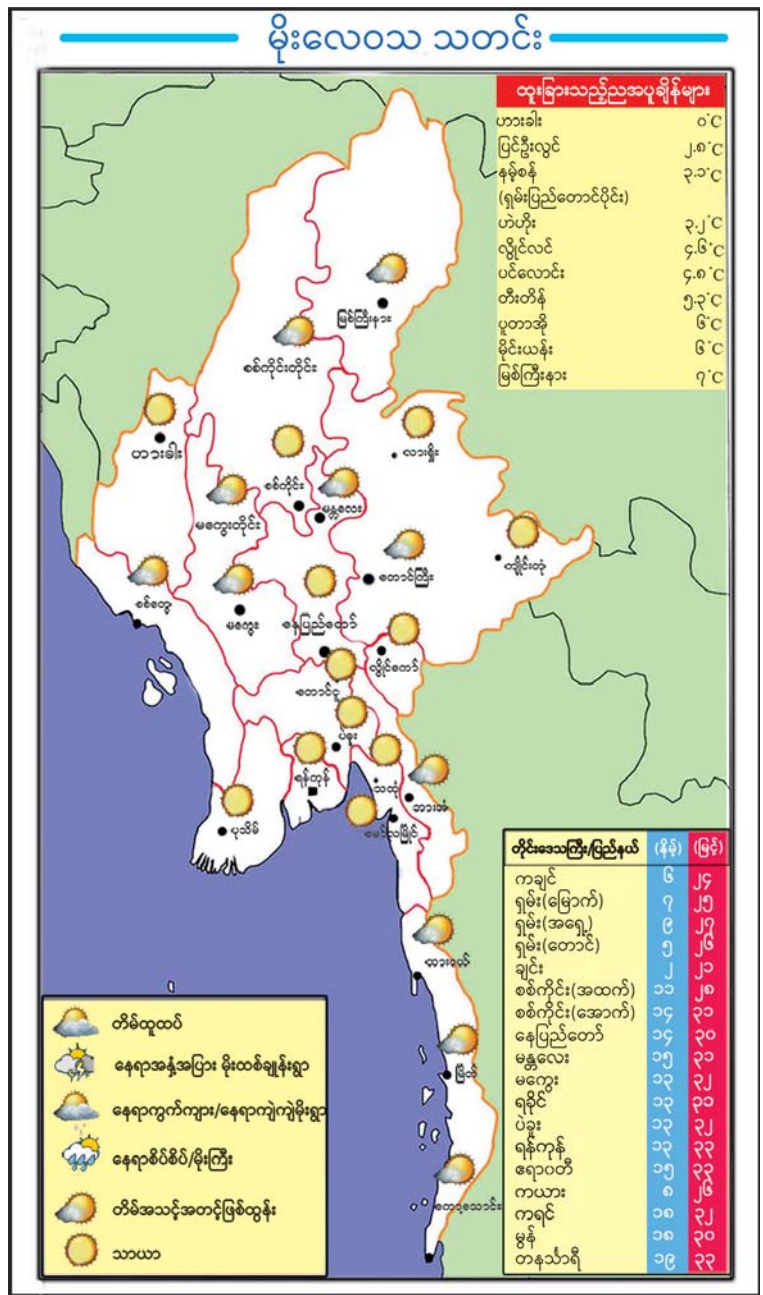 မိုးလေဝသ သတင်း
ထူးခြားသည့်ညအပူချိန်များ
ဟားခါး ၀°C
ပြင်ဦးလွင် ၂.၈°C
နမ့်စန် ၃.၁°C
(ရှမ်းပြည်တောင်ပိုင်း)
ဟဲဟိုး ၃.၂°C
လွိုင်လင် ၄.၆°C
ပင်လောင်း ၄.၈°C
တီးတိန် ၅.၃°C
ပူတာအို ၆°C
မိုင်းယန်း ၆°C
မြစ်ကြီးနား ၇°C
မြစ်ကြီးနား
စစ်ကိုင်းတိုင်း
ဟားခါး
လားရှိုး
စစ်ကိုင်း
မန္တလေး
မကွေးတိုင်း
ကျိုင်းတုံ
တောင်ကြီး
စစ်တွေ
မကွေး
နေပြည်တော်
လွိုင်ကော်
တောင်ငူ
ပဲခူး
ရန်ကုန်
သထုံ
ဘားအံ
ပုသိမ်
မော်လမြိုင်
ထားဝယ်
မြိတ်
ကော့သောင်း
တိုင်းဒေသကြီး/ပြည်နယ် (နိမ့်) (မြင့်)
ကချင် ၆ ၂၄
ရှမ်း(မြောက်) ၇ ၂၅
ရှမ်း(အရှေ့) ၉ ၂၇
ရှမ်း(တောင်) ၅ ၂၆
ချင်း ၂ ၂၁
စစ်ကိုင်း(အထက်) ၁၁ ၂၈
စစ်ကိုင်း(အောက်) ၁၄ ၃၁
နေပြည်တော် ၁၄ ၃၀
မန္တလေး ၁၅ ၃၁
မကွေး ၁၃ ၃၂
ရခိုင် ၁၃ ၃၁
ပဲခူး ၁၃ ၃၂
ရန်ကုန် ၁၃ ၃၃
ဧရာဝတီ ၁၅ ၃၃
ကယား ၈ ၂၆
ကရင် ၁၈ ၃၂
မွန် ၁၈ ၃၀
တနင်္သာရီ ၁၉ ၃၃
တိမ်ထူထပ်
နေရာအနှံ့အပြား မိုးထစ်ချုန်းရွာ
နေရာကွက်ကျား/နေရာကျဲကျဲမိုးရွာ
နေရာစိပ်စိပ်/မိုးကြီး
တိမ်အသင့်အတင့်ဖြစ်ထွန်း
သာယာ